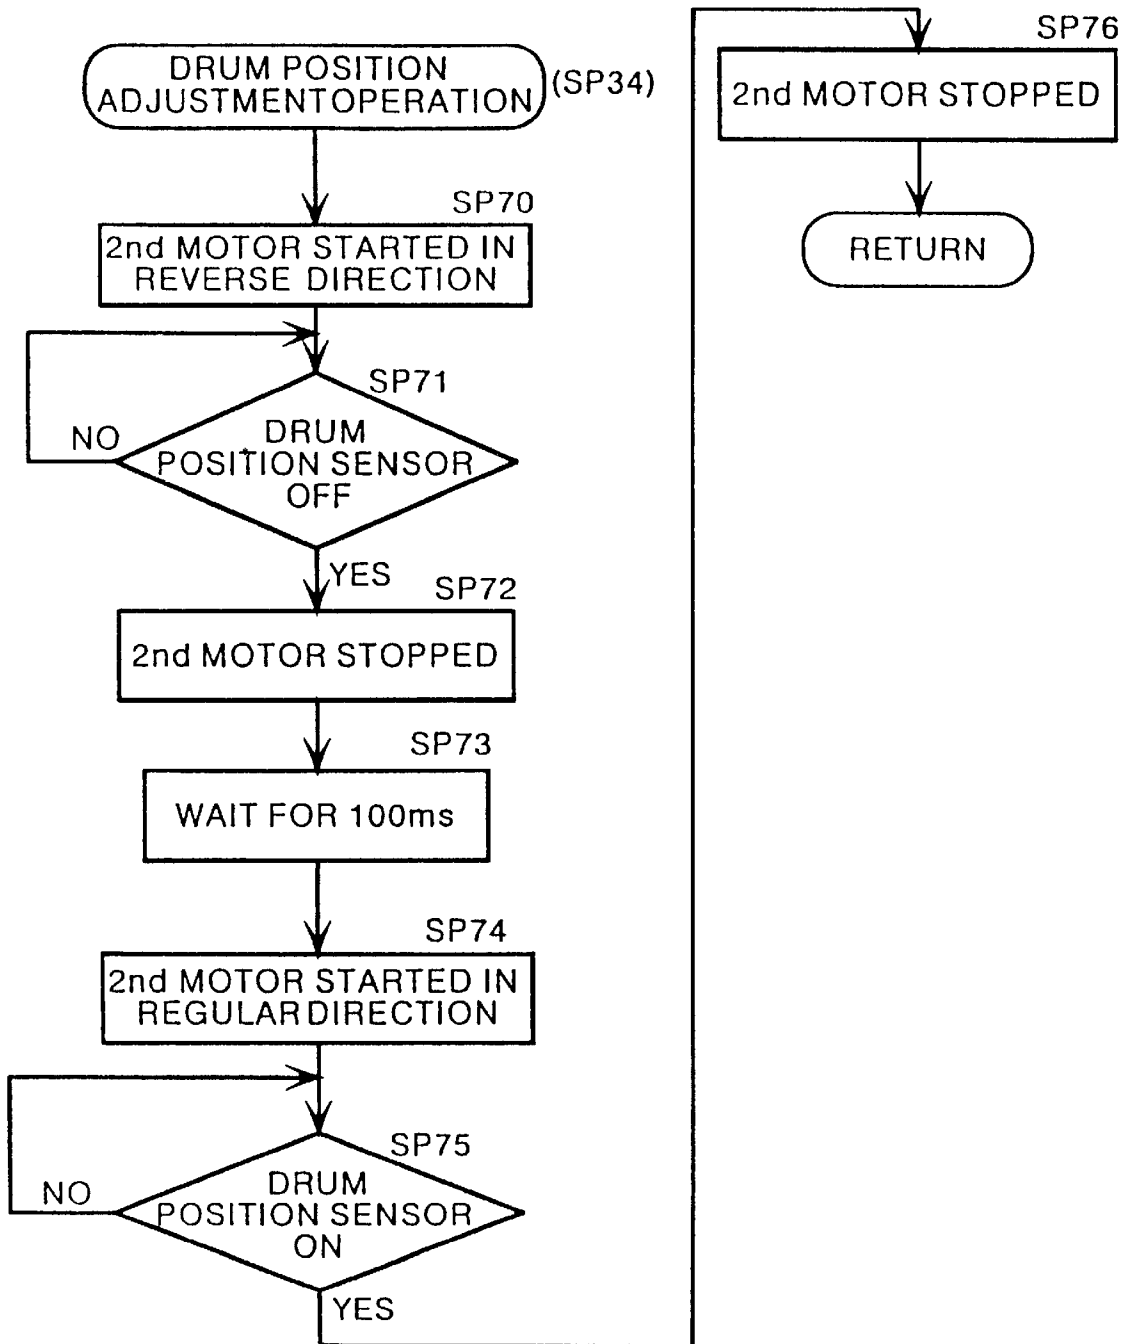 DRUM POSITION
ADJUSTMENT OPERATION
(SP34)
SP70
2nd MOTOR STARTED IN
REVERSE DIRECTION
SP71
NO
DRUM
POSITION SENSOR
OFF
YES
SP72
2nd MOTOR STOPPED
SP73
WAIT FOR 100ms
SP74
2nd MOTOR STARTED IN
REGULAR DIRECTION
SP75
NO
DRUM
POSITION SENSOR
ON
YES
SP76
2nd MOTOR STOPPED
RETURN